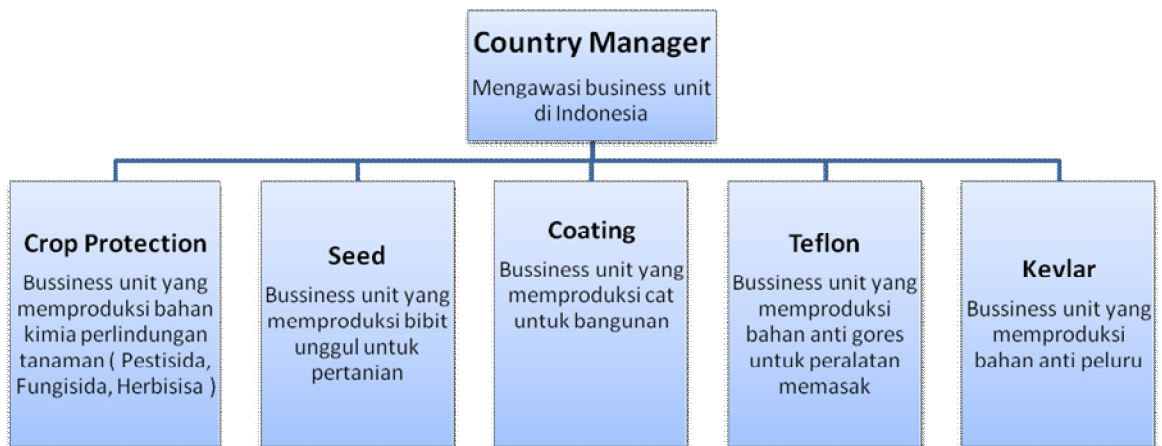 Country Manager
Mengawasi business unit
di Indonesia
Crop Protection
Bussiness unit yang
memproduksi bahan
kimia perlindungan
tanaman ( Pestisida,
Fungisida, Herbisisa )
Seed
Bussiness unit yang
memproduksi bibit
unggul untuk
pertanian
Coating
Bussiness unit yang
memproduksi cat
untuk bangunan
Teflon
Bussiness unit yang
memproduksi
bahan anti gores
untuk peralatan
memasak
Kevlar
Bussiness unit yang
memproduksi
bahan anti peluru